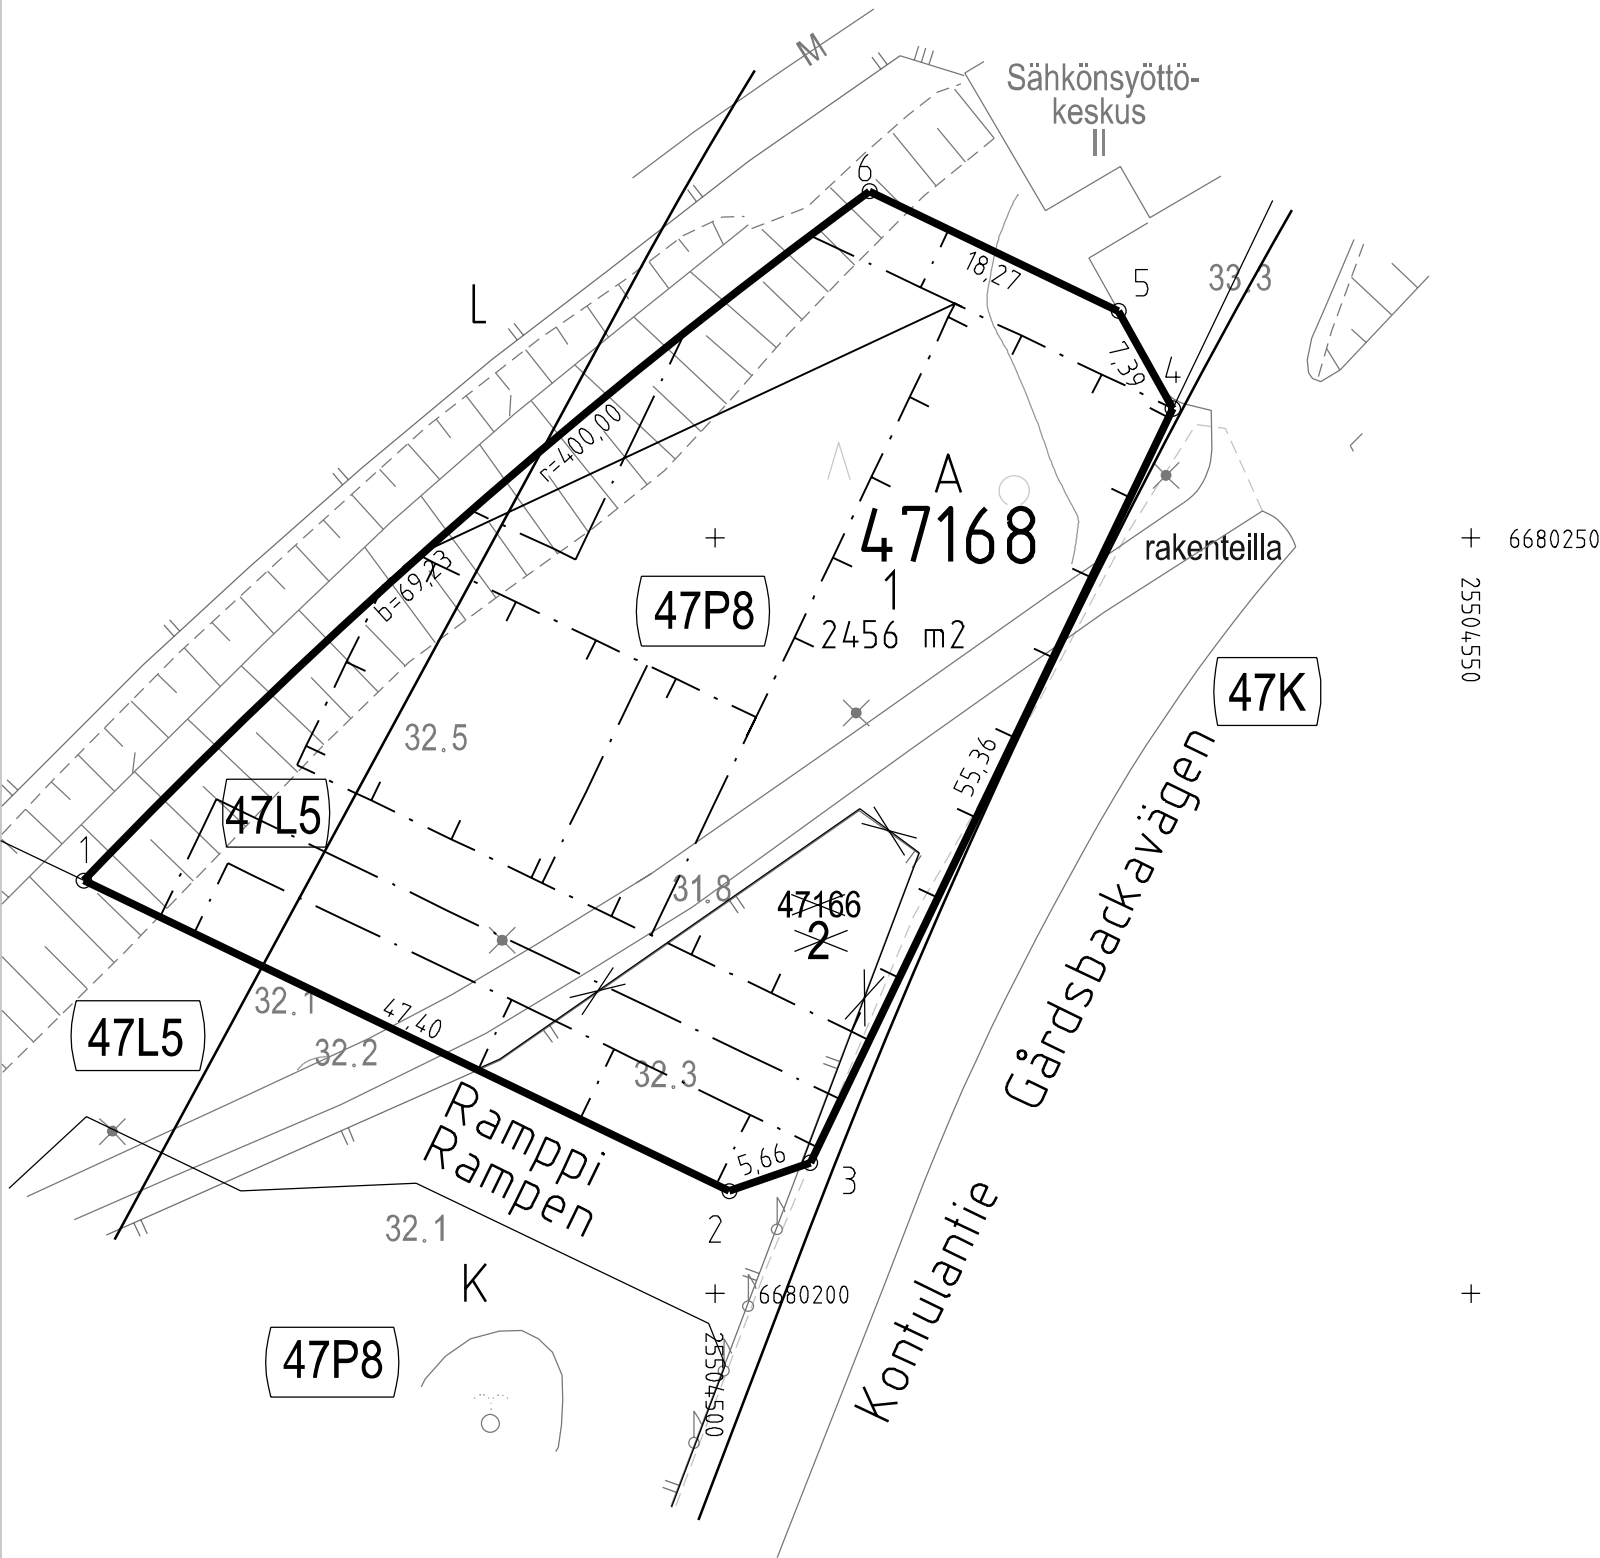 M
Sähkönsyöttö-
keskus
II
6
18,27
5
33.3
L
7,39
4
r=400,00
A
47168
1
2456 m2
rakenteilla
6680250
25504550
b=69,23
47P8
47K
32.5
55,36
47L5
1
31.8
47166
2
Gårdsbackavägen
32.1
47,40
47L5
32.2
32.3
Ramppi
Rampen
5,66
3
2
32.1
Kontulantie
K
6680200
25504500
47P8